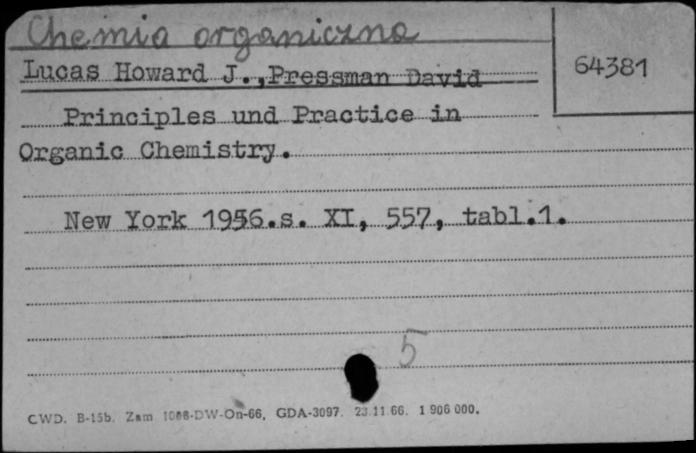 Chemia organiczna
64381
Lucas Howard J.,Pressman David
Principles und Practice in
Organic Chemistry.
New York 1956.s. XI, 557, tabl.1.
5
CWD. B-15b. Zam 1086-DW-On-66, GDA-3097. 23.11.66. 1 906 000.